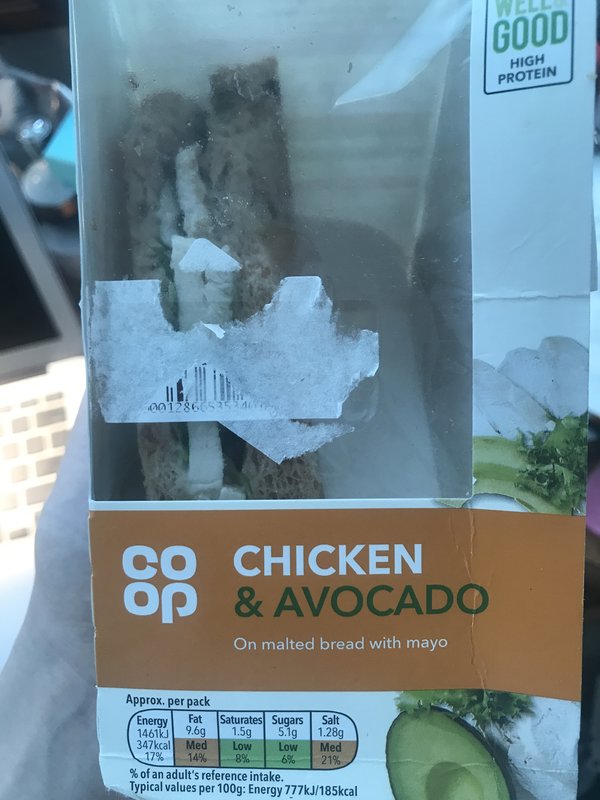 WELL&
GOOD
HIGH
PROTEIN
CO
OP
CHICKEN
& AVOCADO
On malted bread with mayo
Approx. per pack
Energy Fat Saturates Sugars Salt
1461kJ 9.6g 1.5g 5.1g 1.28g
347kcal Med Low Low Med
17% 14% 8% 6% 21%
% of an adult's reference intake.
Typical values per 100g: Energy 777kJ/185kcal